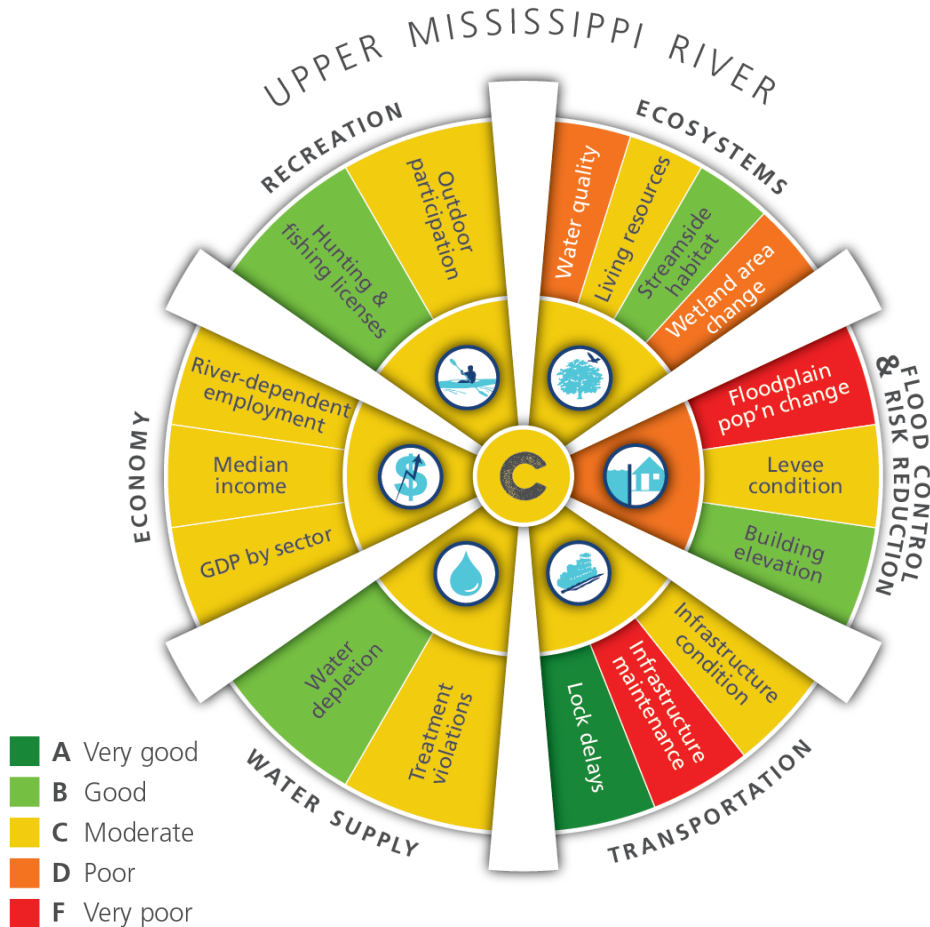 UPPER MISSISSIPPI RIVER
RECREATION
Hunting &
fishing licenses
Outdoor
participation
ECOSYSTEMS
Water quality
Living resources
Streamside
habitat
Wetland area
change
FLOOD CONTROL
& RISK REDUCTION
Floodplain
pop'n change
Levee
condition
Building
elevation
TRANSPORTATION
Infrastructure
condition
Infrastructure
maintenance
Lock delays
WATER SUPPLY
Treatment
violations
Water
depletion
ECONOMY
GDP by sector
Median
income
River-dependent
employment
$
C
A Very good
B Good
C Moderate
D Poor
F Very poor